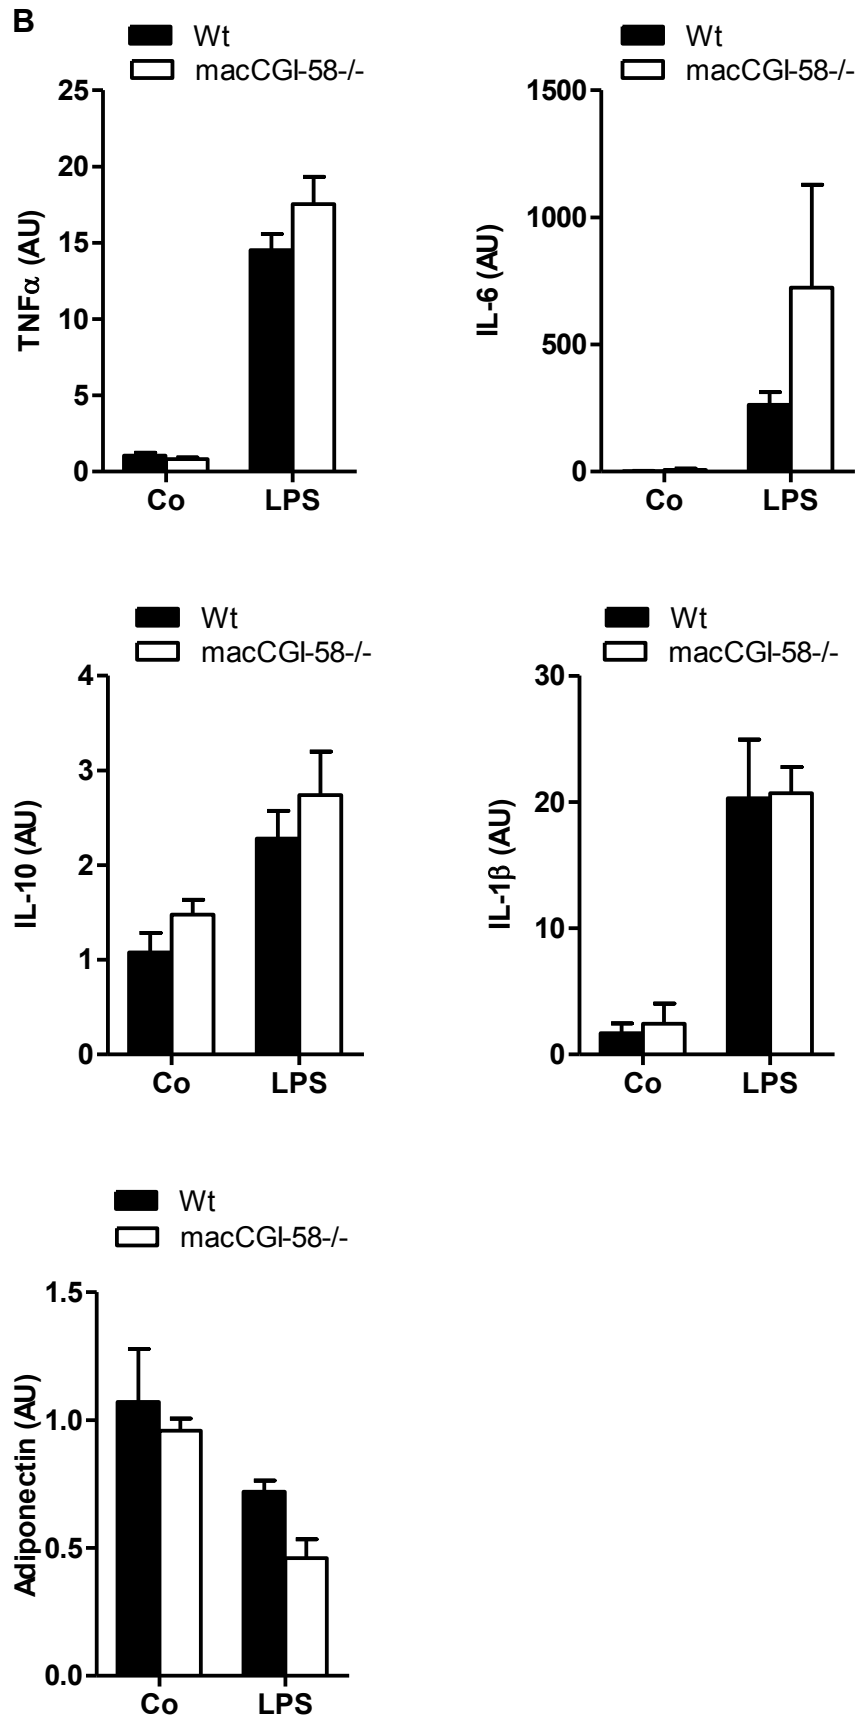 B
Wt
macCGI-58-/-
25
20
15
10
5
0
TNFα (AU)
Co
LPS
Wt
macCGI-58-/-
1500
1000
500
0
IL-6 (AU)
Co
LPS
Wt
macCGI-58-/-
4
3
2
1
0
IL-10 (AU)
Co
LPS
Wt
macCGI-58-/-
30
20
10
0
IL-1β (AU)
Co
LPS
Wt
macCGI-58-/-
1.5
1.0
0.5
0.0
Adiponectin (AU)
Co
LPS